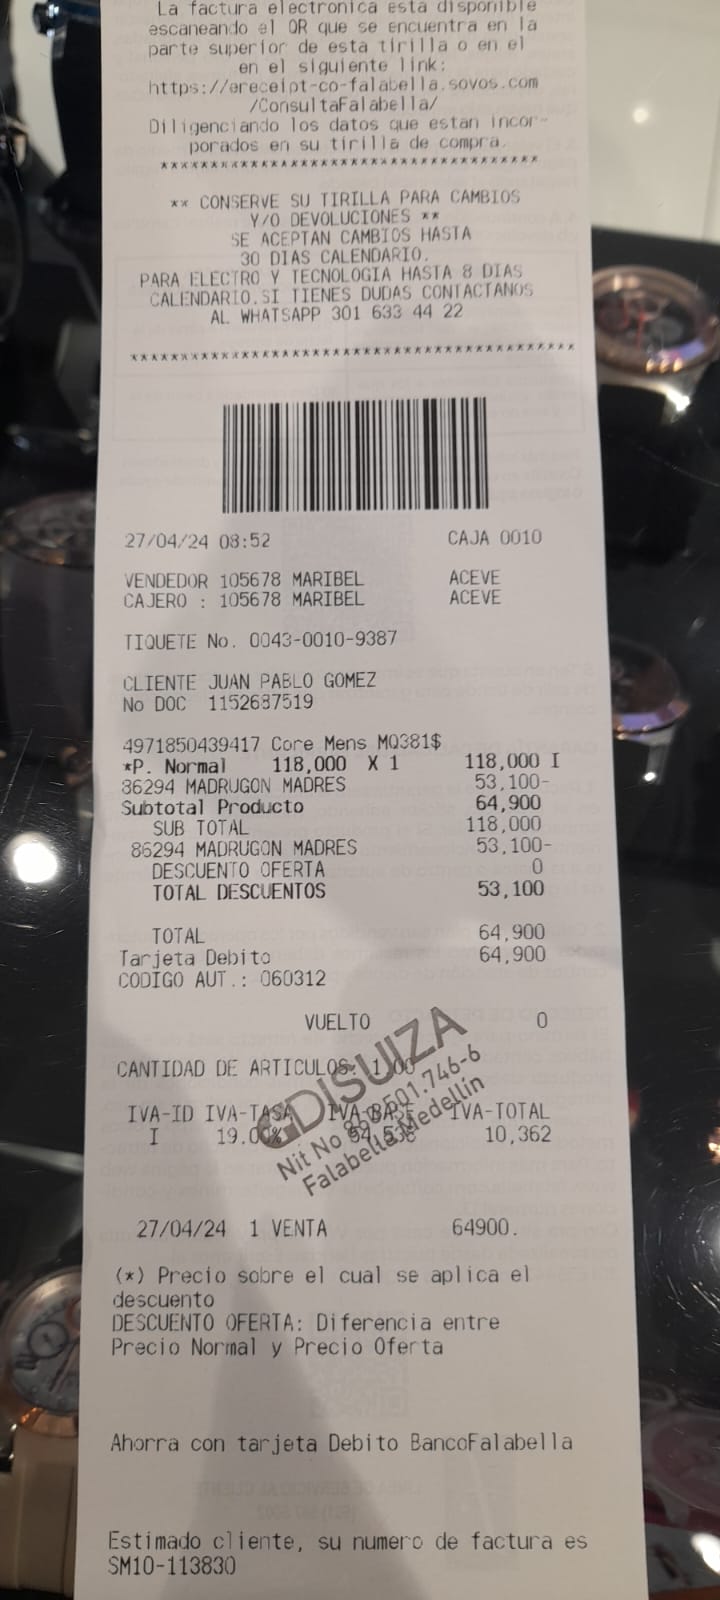 La factura electronica esta disponible
escaneando el QR que se encuentra en la
parte superior de esta tirilla o en el
en el siguiente link:
https://ereceipt-co-falabella.sovos.com
/ConsultaFalabella/
Diligenciando los datos que estan incor-
porados en su tirilla de compra.
****************************************
** CONSERVE SU TIRILLA PARA CAMBIOS
Y/O DEVOLUCIONES **
SE ACEPTAN CAMBIOS HASTA
30 DIAS CALENDARIO.
PARA ELECTRO Y TECNOLOGIA HASTA 8 DIAS
CALENDARIO.SI TIENES DUDAS CONTACTANOS
AL WHATSAPP 301 633 44 22
****************************************
27/04/24 08:52 CAJA 0010
VENDEDOR 105678 MARIBEL ACEVE
CAJERO : 105678 MARIBEL ACEVE
TIQUETE No. 0043-0010-9387
CLIENTE JUAN PABLO GOMEZ
No DOC 1152687519
4971850439417 Core Mens MQ381$
*P. Normal 118,000 X 1 118,000 I
86294 MADRUGON MADRES 53,100-
Subtotal Producto 64,900
SUB TOTAL 118,000
86294 MADRUGON MADRES 53,100-
DESCUENTO OFERTA 0
TOTAL DESCUENTOS 53,100
TOTAL 64,900
Tarjeta Debito 64,900
CODIGO AUT.: 060312
VUELTO 0
CANTIDAD DE ARTICULOS: 1.00
GDISUIZA
IVA-ID IVA-TASA IVA-BASE IVA-TOTAL
I 19.00% 54,538 10,362
Nit No 501.746-6
Falabella Medellin
27/04/24 1 VENTA 64900.
(*) Precio sobre el cual se aplica el
descuento
DESCUENTO OFERTA: Diferencia entre
Precio Normal y Precio Oferta
Ahorra con tarjeta Debito BancoFalabella
Estimado cliente, su numero de factura es
SM10-113830